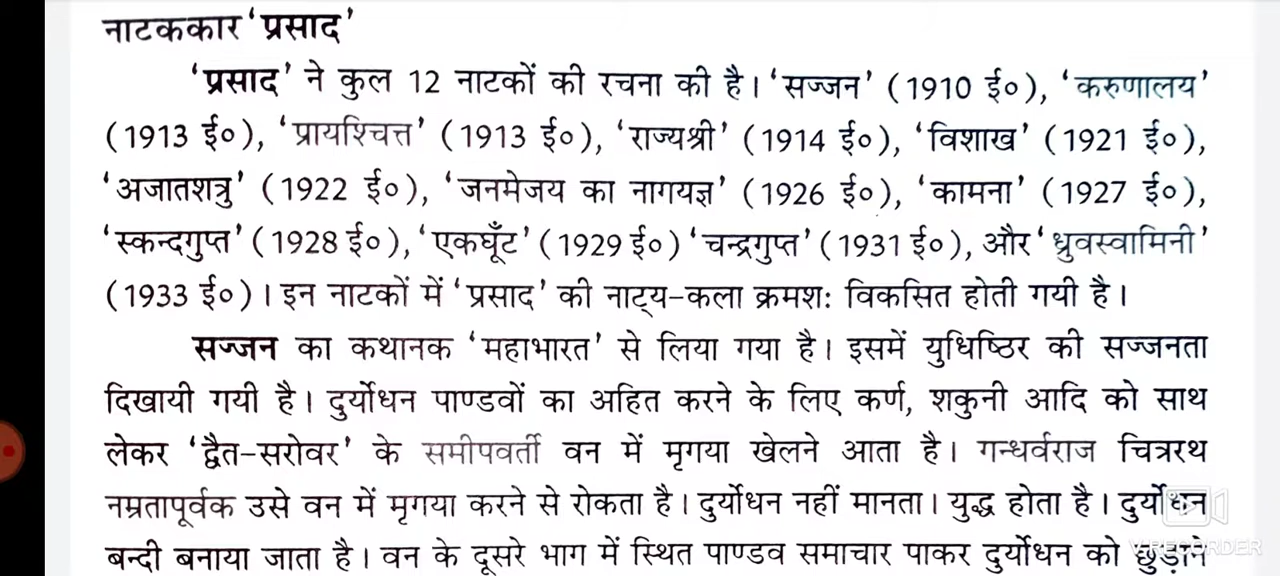 नाटककार 'प्रसाद'
'प्रसाद' ने कुल 12 नाटकों की रचना की है। 'सज्जन' (1910 ई०), 'करुणालय'
(1913 ई०), 'प्रायश्चित्त' (1913 ई०), 'राज्यश्री' (1914 ई०), 'विशाख' (1921 ई०),
'अजातशत्रु' (1922 ई०), 'जनमेजय का नागयज्ञ' (1926 ई०), 'कामना' (1927 ई०),
'स्कन्दगुप्त' (1928 ई०), 'एकघूँट' (1929 ई०) 'चन्द्रगुप्त' (1931 ई०), और 'ध्रुवस्वामिनी'
(1933 ई०)। इन नाटकों में 'प्रसाद' की नाट्य-कला क्रमशः विकसित होती गयी है।
सज्जन का कथानक 'महाभारत' से लिया गया है। इसमें युधिष्ठिर की सज्जनता
दिखायी गयी है। दुर्योधन पाण्डवों का अहित करने के लिए कर्ण, शकुनी आदि को साथ
लेकर 'द्वैत-सरोवर' के समीपवर्ती वन में मृगया खेलने आता है। गन्धर्वराज चित्ररथ
नम्रतापूर्वक उसे वन में मृगया करने से रोकता है। दुर्योधन नहीं मानता। युद्ध होता है। दुर्योधन
बन्दी बनाया जाता है। वन के दूसरे भाग में स्थित पाण्डव समाचार पाकर दुर्योधन को छुड़ाने
V RECORDER